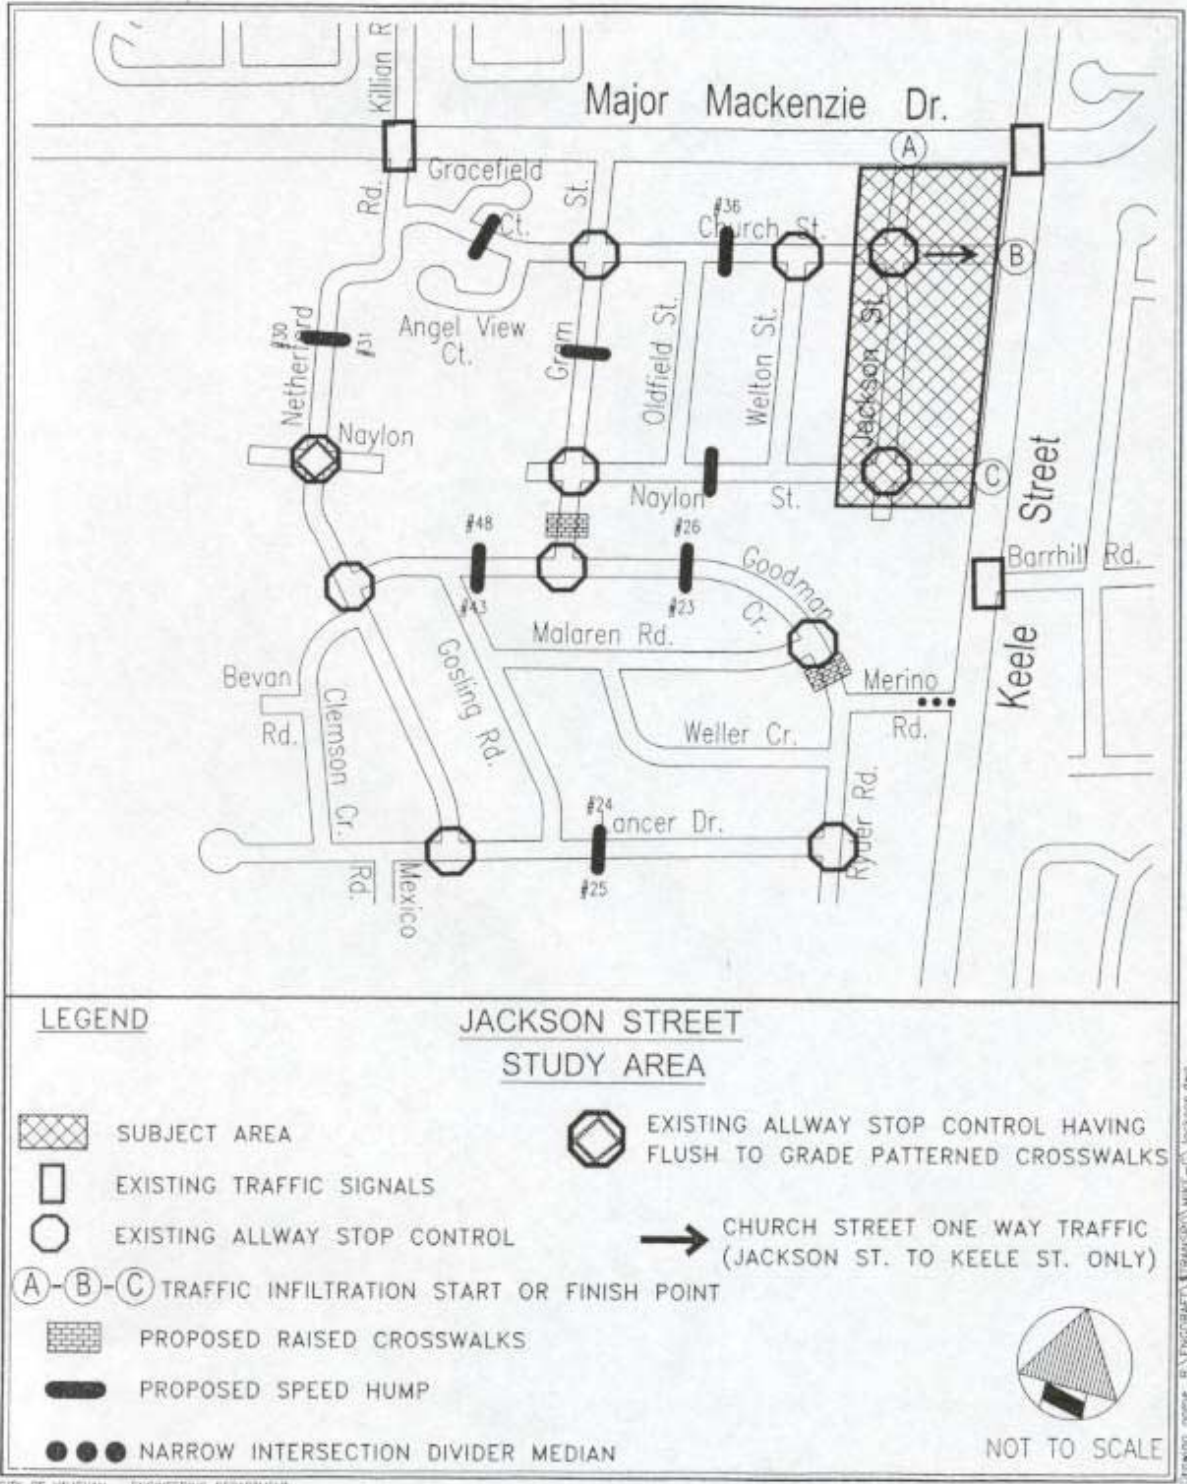 Killian R
Major Mackenzie Dr.
A
Gracefield
Ct.
Rd.
St.
#36
Church St.
B
Angel View
Ct.
#30
#31
Netherford
Gram
Oldfield St.
Welton St.
Jackson St.
Naylon
Naylon St.
C
Keele Street
Barrhill Rd.
#48
#43
#26
#23
Goodman
Cr.
Malaren Rd.
Gosling Rd.
Bevan
Rd.
Clemson Cr.
Merino
Rd.
Weller Cr.
Ryder Rd.
#24
ancer Dr.
#25
Rd.
Mexico
LEGEND
JACKSON STREET
STUDY AREA
SUBJECT AREA
EXISTING TRAFFIC SIGNALS
EXISTING ALLWAY STOP CONTROL
A-B-C TRAFFIC INFILTRATION START OR FINISH POINT
PROPOSED RAISED CROSSWALKS
PROPOSED SPEED HUMP
NARROW INTERSECTION DIVIDER MEDIAN
EXISTING ALLWAY STOP CONTROL HAVING
FLUSH TO GRADE PATTERNED CROSSWALKS
CHURCH STREET ONE WAY TRAFFIC
(JACKSON ST. TO KEELE ST. ONLY)
NOT TO SCALE